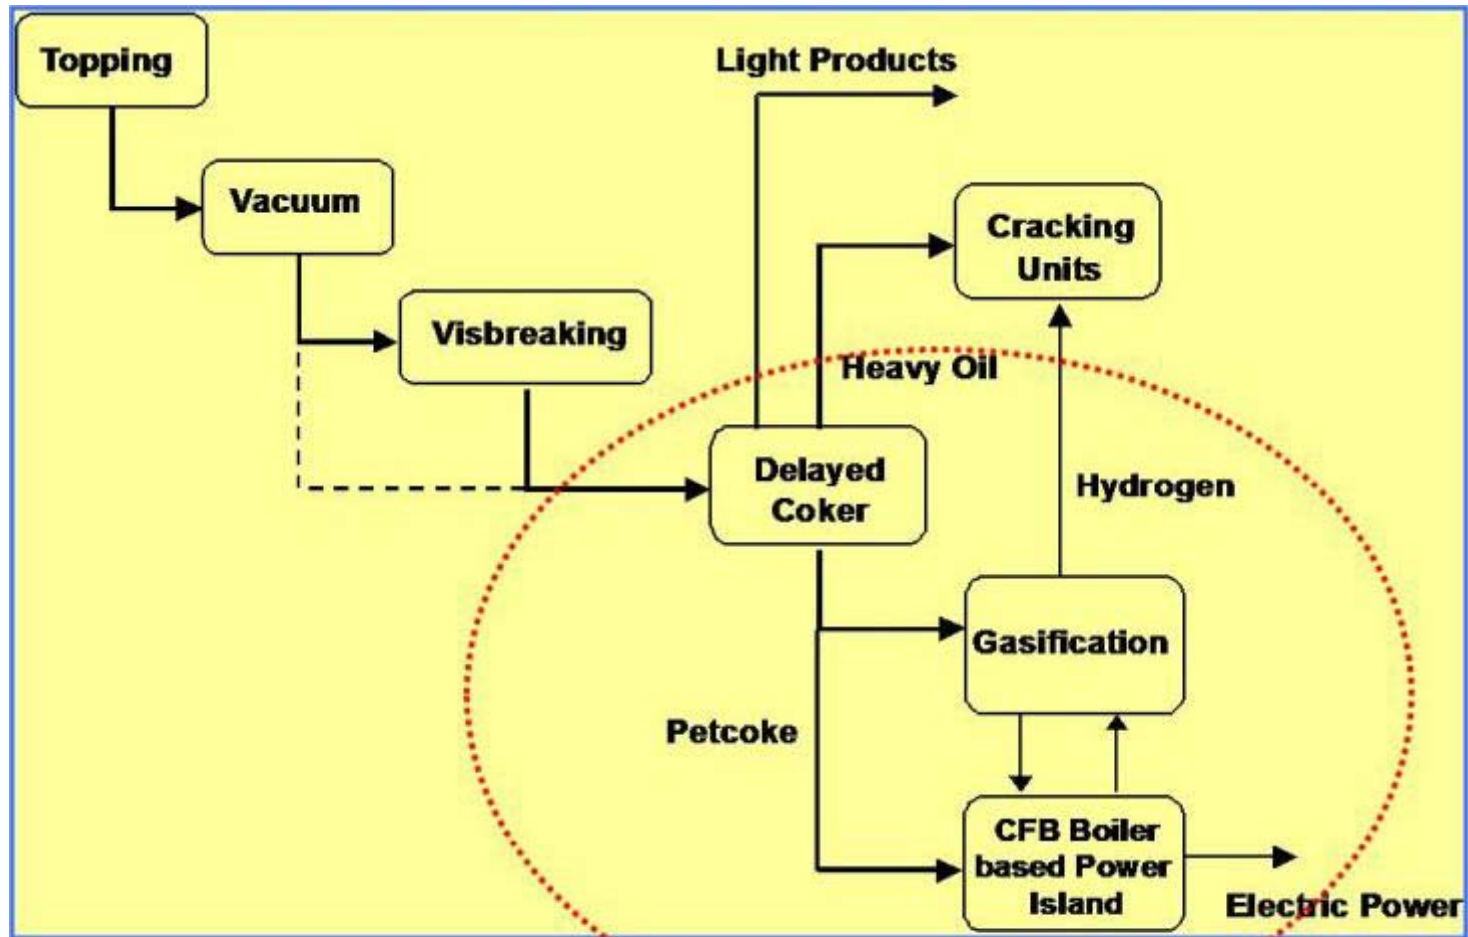 Topping
Light Products
Vacuum
Cracking
Units
Visbreaking
Heavy Oil
Delayed
Coker
Hydrogen
Gasification
Petcoke
CFB Boiler
based Power
Island
Electric Power